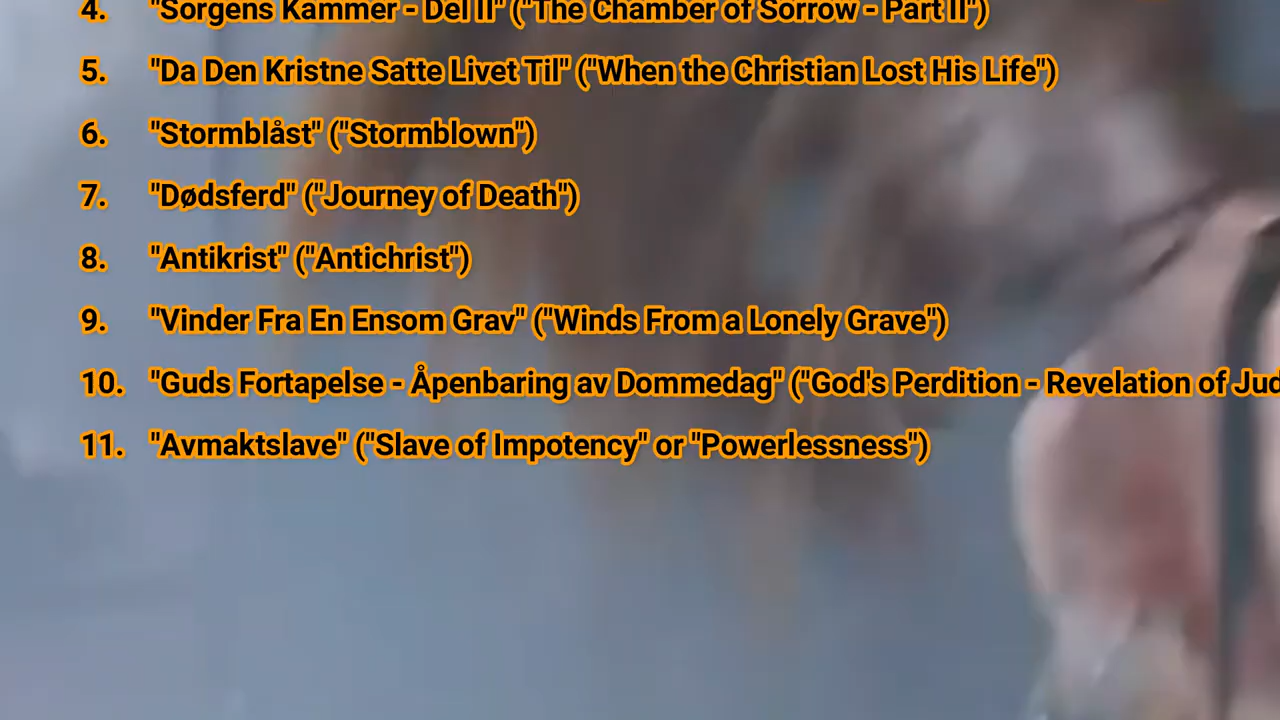 4. "Sorgens Kammer - Del II" ("The Chamber of Sorrow - Part II")
5. "Da Den Kristne Satte Livet Til" ("When the Christian Lost His Life")
6. "Stormblåst" ("Stormblown")
7. "Dødsferd" ("Journey of Death")
8. "Antikrist" ("Antichrist")
9. "Vinder Fra En Ensom Grav" ("Winds From a Lonely Grave")
10. "Guds Fortapelse - Åpenbaring av Dommedag" ("God's Perdition - Revelation of
11. "Avmaktslave" ("Slave of Impotency" or "Powerlessness")